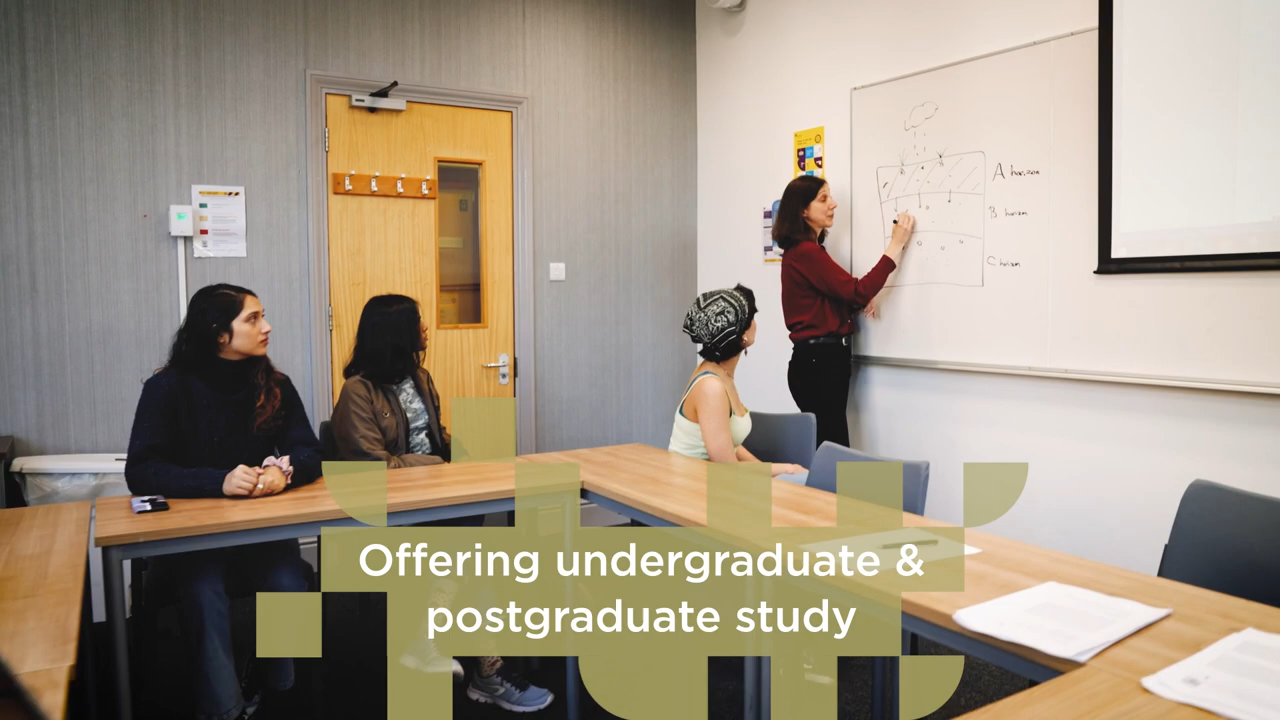 A horizon
B horizon
C horizon
Offering undergraduate &
postgraduate study